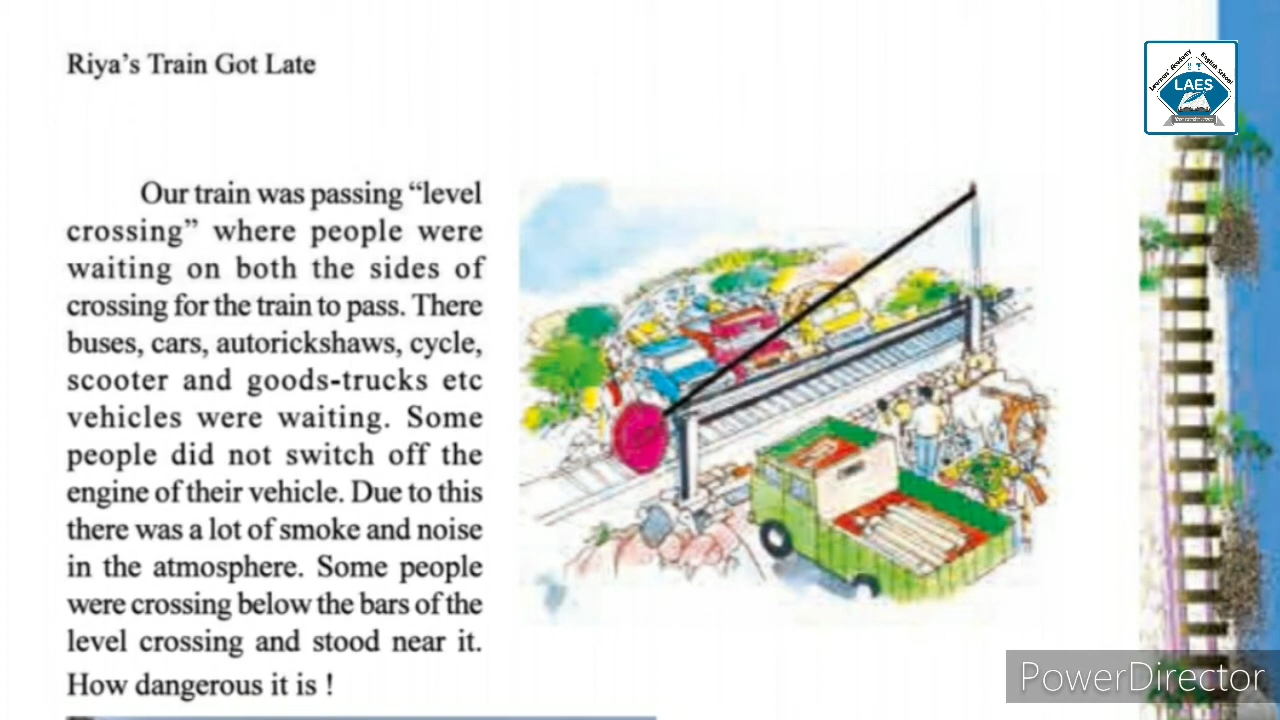 Riya's Train Got Late
LAES
Our train was passing “level
crossing” where people were
waiting on both the sides of
crossing for the train to pass. There
buses, cars, autorickshaws, cycle,
scooter and goods-trucks etc
vehicles were waiting. Some
people did not switch off the
engine of their vehicle. Due to this
there was a lot of smoke and noise
in the atmosphere. Some people
were crossing below the bars of the
level crossing and stood near it.
How dangerous it is !
PowerDirector